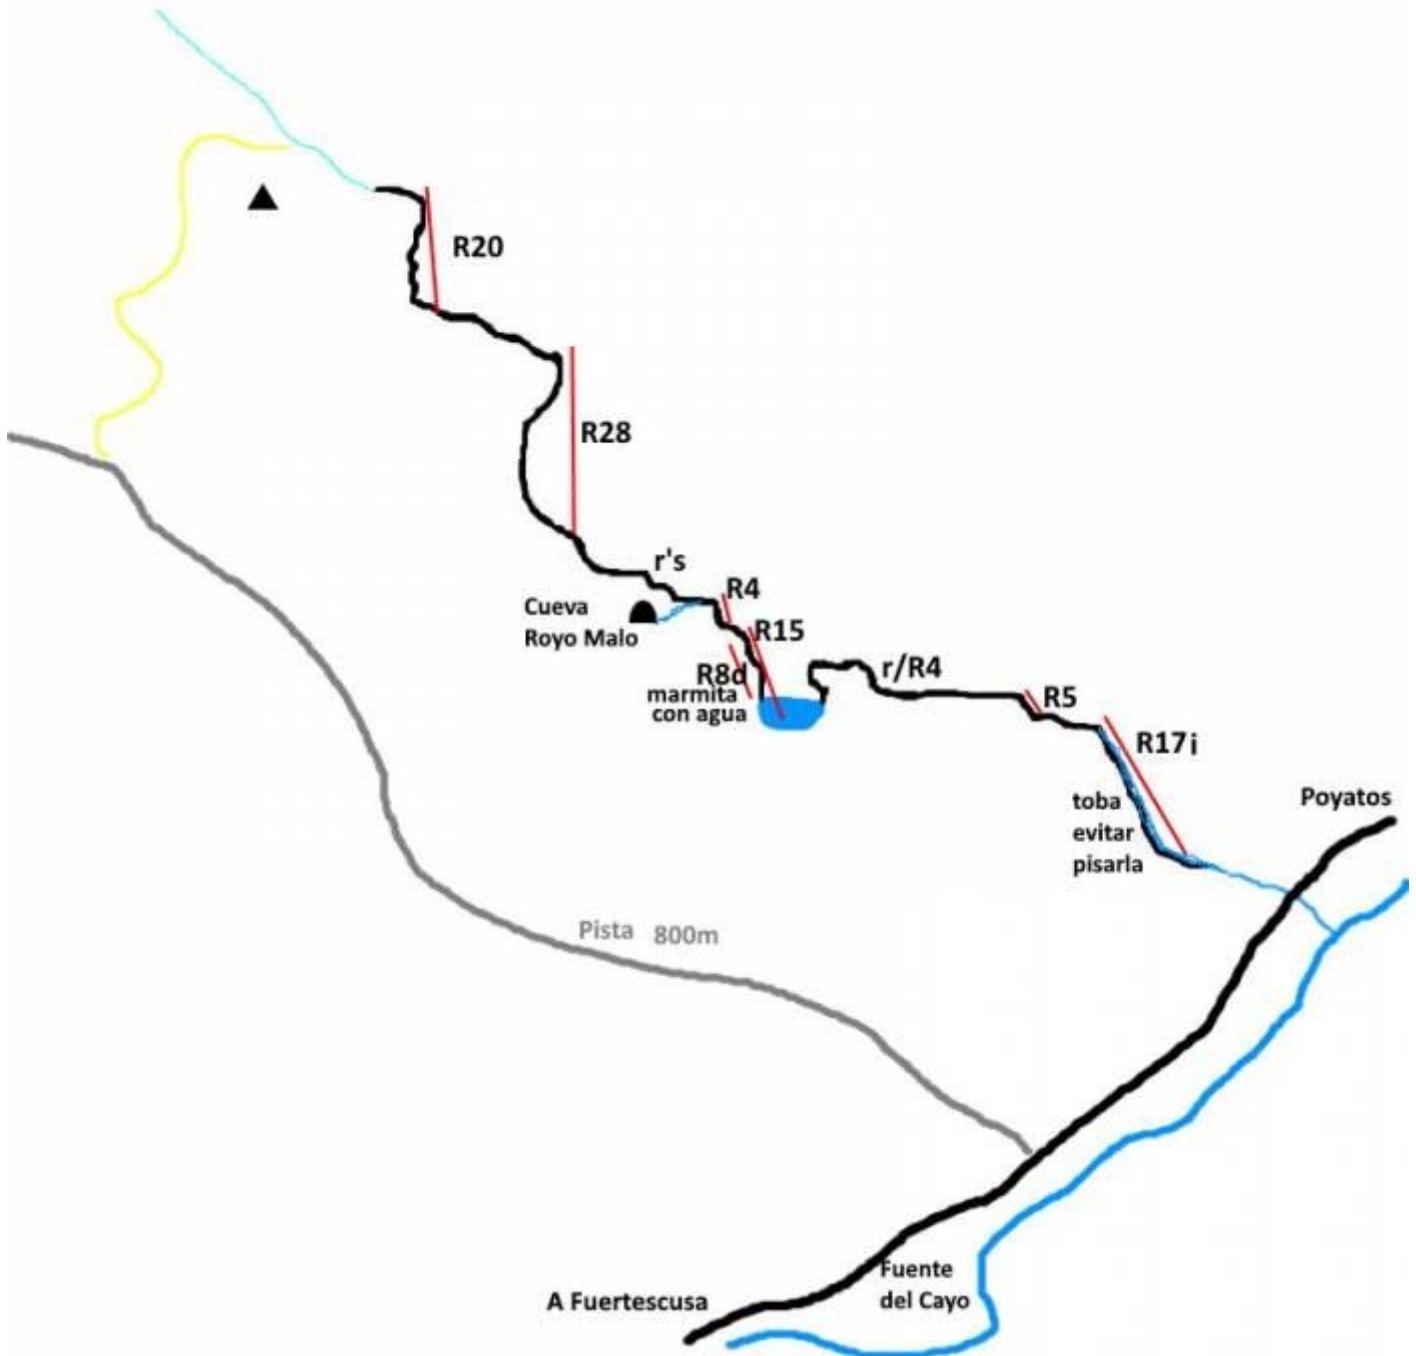 R20
R28
r's
R4
Cueva
Royo Malo
R15
r/R4
R8d
marmita
con agua
R5
R17i
toba
evitar
pisarla
Poyatos
Pista 800m
Fuente
del Cayo
A Fuertescusa